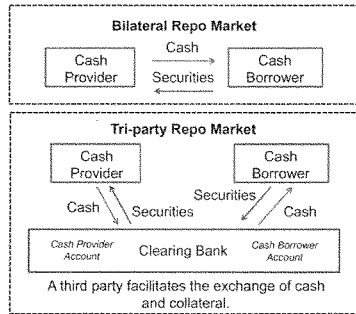 Bilateral Repo Market
Cash
Cash Provider
Securities
Cash Borrower
Tri-party Repo Market
Cash Provider
Cash Borrower
Cash
Securities
Securities
Cash
Cash Provider Account
Clearing Bank
Cash Borrower Account
A third party facilitates the exchange of cash
and collateral.